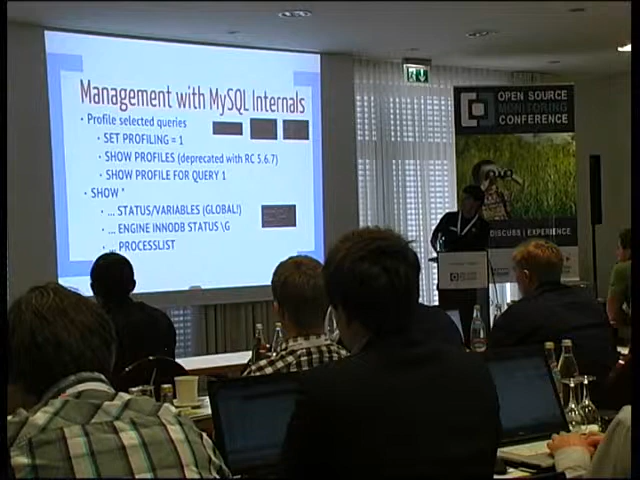 Management with MySQL Internals
• Profile selected queries
• SET PROFILING = 1
• SHOW PROFILES (deprecated with RC 5.6.7)
• SHOW PROFILE FOR QUERY 1
• SHOW *
• ... STATUS/VARIABLES (GLOBAL!)
• ... ENGINE INNODB STATUS \G
• ... PROCESSLIST
OPEN SOURCE
MONITORING
CONFERENCE
DISCUSS | EXPERIENCE